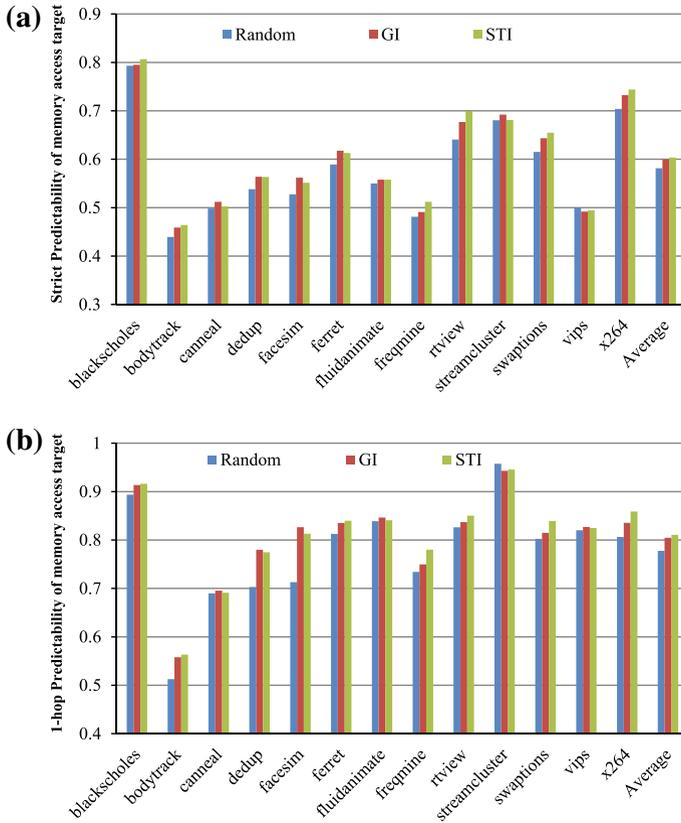 (a)
Strict Predictability of memory access target
0.9
0.8
0.7
0.6
0.5
0.4
0.3
Random GI STI
blackscholes bodytrack canneal dedup facesim ferret fluidanimate freqmine rtview streamcluster swaptions vips x264 Average
(b)
1-hop Predictability of memory access target
1
0.9
0.8
0.7
0.6
0.5
0.4
Random GI STI
blackscholes bodytrack canneal dedup facesim ferret fluidanimate freqmine rtview streamcluster swaptions vips x264 Average